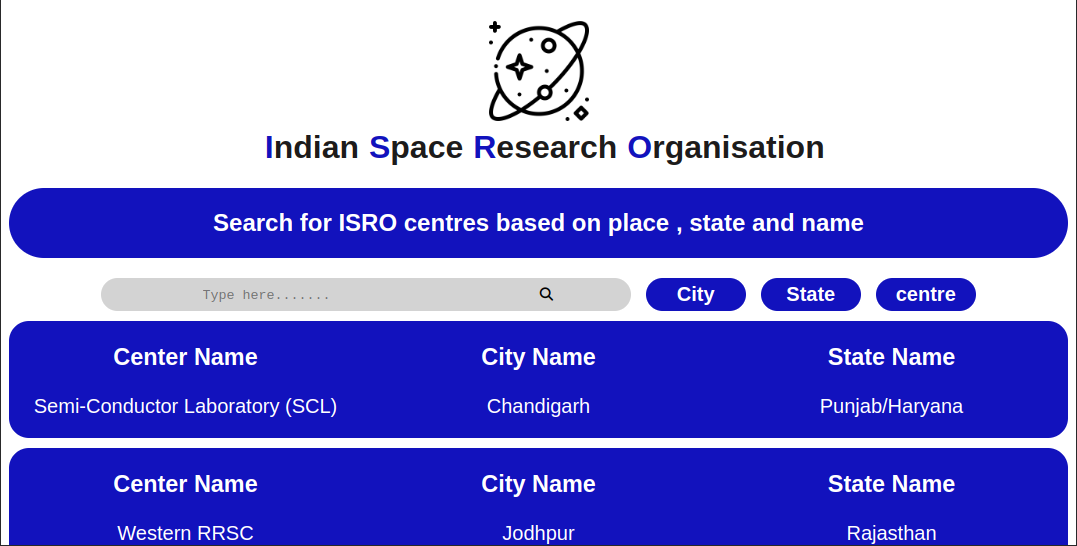 Indian Space Research Organisation
Search for ISRO centres based on place , state and name
Type here....... City State centre
Center Name City Name State Name
Semi-Conductor Laboratory (SCL) Chandigarh Punjab/Haryana
Center Name City Name State Name
Western RRSC Jodhpur Rajasthan